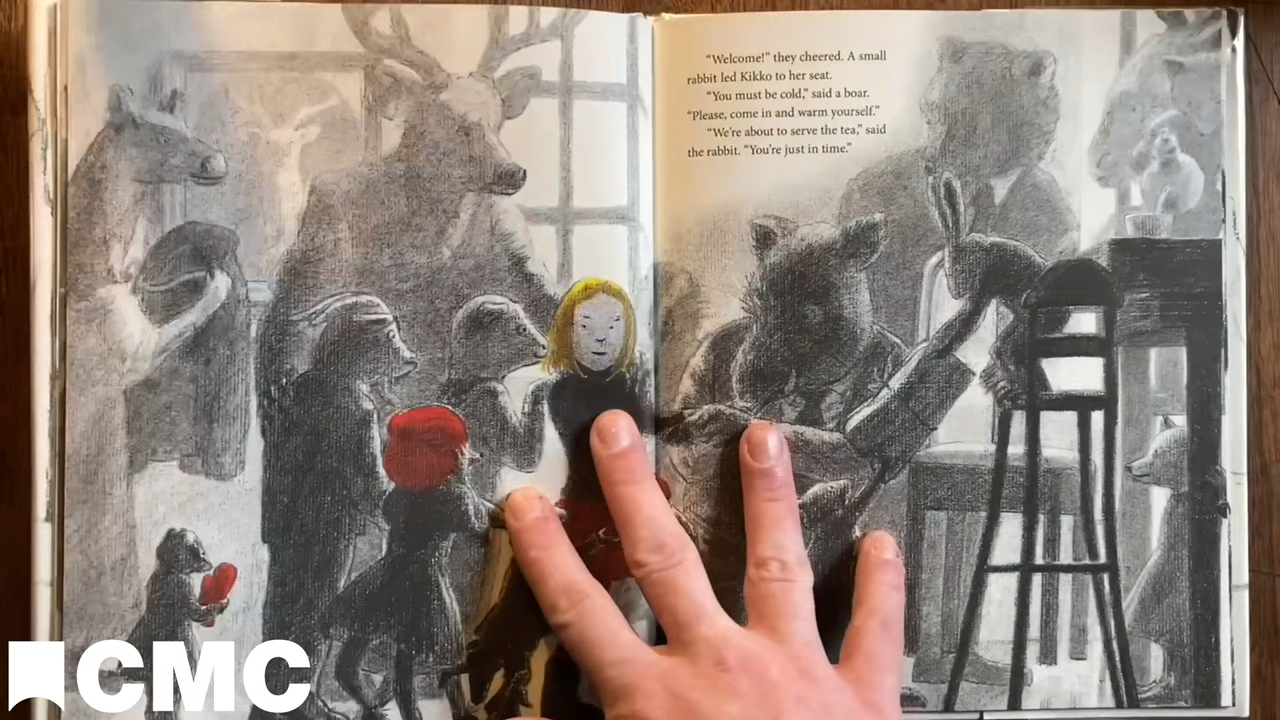 “Welcome!” they cheered. A small
rabbit led Kikko to her seat.
“You must be cold,” said a boar.
“Please, come in and warm yourself.”
“We’re about to serve the tea,” said
the rabbit. “You’re just in time.”
CMC